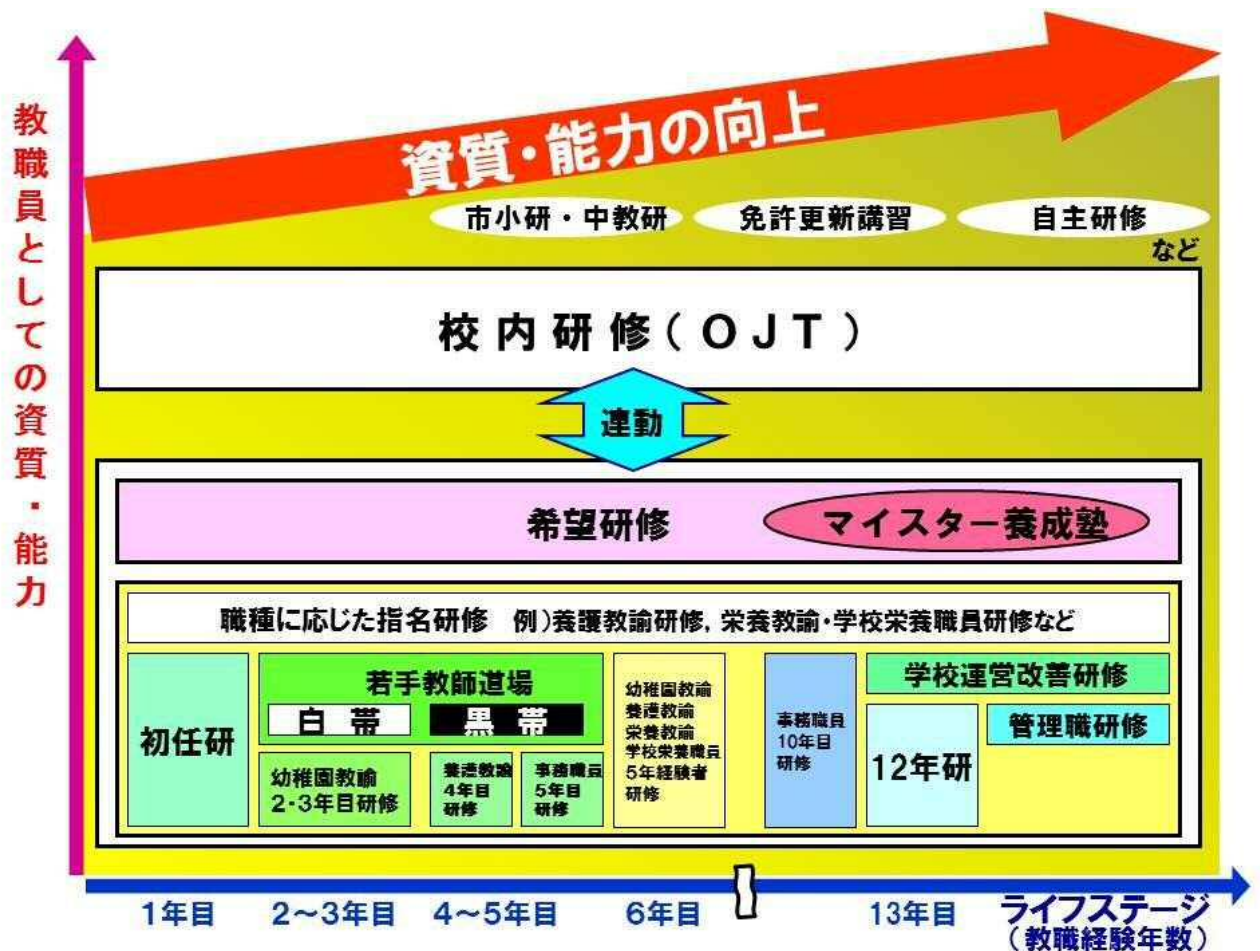 教職員としての資質・能力
資質・能力の向上
市小研・中教研
免許更新講習
自主研修
など
校内研修(OJT)
連動
希望研修
マイスター養成塾
職種に応じた指名研修 例)養護教諭研修,栄養教諭・学校栄養職員研修など
初任研
若手教師道場
白帯
黒帯
幼稚園教諭
2・3年目研修
養護教諭
4年目
研修
事務職員
5年目
研修
幼稚園教諭
養護教諭
栄養教諭
学校栄養職員
5年経験者
研修
事務職員
10年目
研修
学校運営改善研修
12年研
管理職研修
1年目
2～3年目
4～5年目
6年目
13年目
ライフステージ
(教職経験年数)